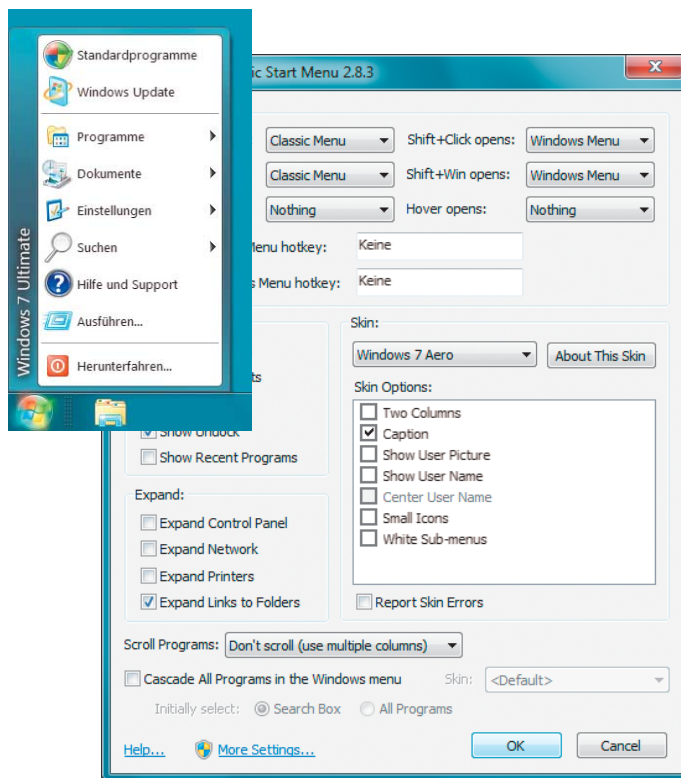 Standardprogramme
Windows Update
Programme
Dokumente
Einstellungen
Suchen
Hilfe und Support
Ausführen...
Herunterfahren...
Windows 7 Ultimate
Start Menu 2.8.3
Classic Menu Shift+Click opens: Windows Menu
Classic Menu Shift+Win opens: Windows Menu
Nothing Hover opens: Nothing
Menu hotkey: Keine
Menu hotkey: Keine
Skin:
Windows 7 Aero About This Skin
Skin Options:
Two Columns
Caption
Show User Picture
Show User Name
Center User Name
Small Icons
White Sub-menus
Report Skin Errors
Show Undock
Show Recent Programs
Expand:
Expand Control Panel
Expand Network
Expand Printers
Expand Links to Folders
Scroll Programs: Don't scroll (use multiple columns)
Cascade All Programs in the Windows menu Skin: <Default>
Initially select: Search Box All Programs
Help... More Settings... OK Cancel